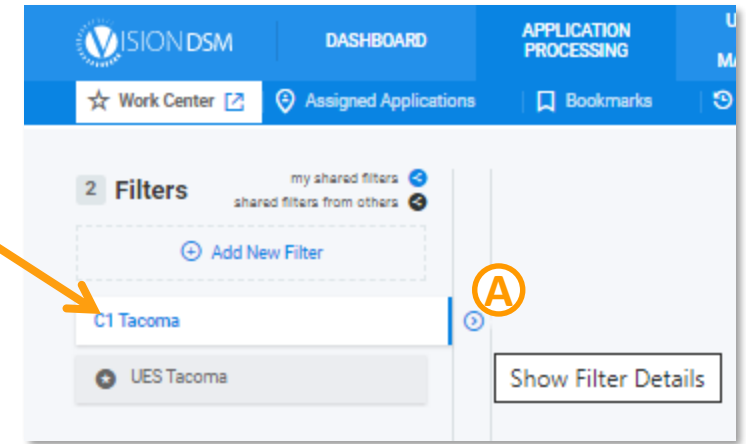 VISIONDSM
DASHBOARD
APPLICATION
PROCESSING
U
MA
Work Center
Assigned Applications
Bookmarks
2 Filters
my shared filters
shared filters from others
Add New Filter
C1 Tacoma
A
UES Tacoma
Show Filter Details